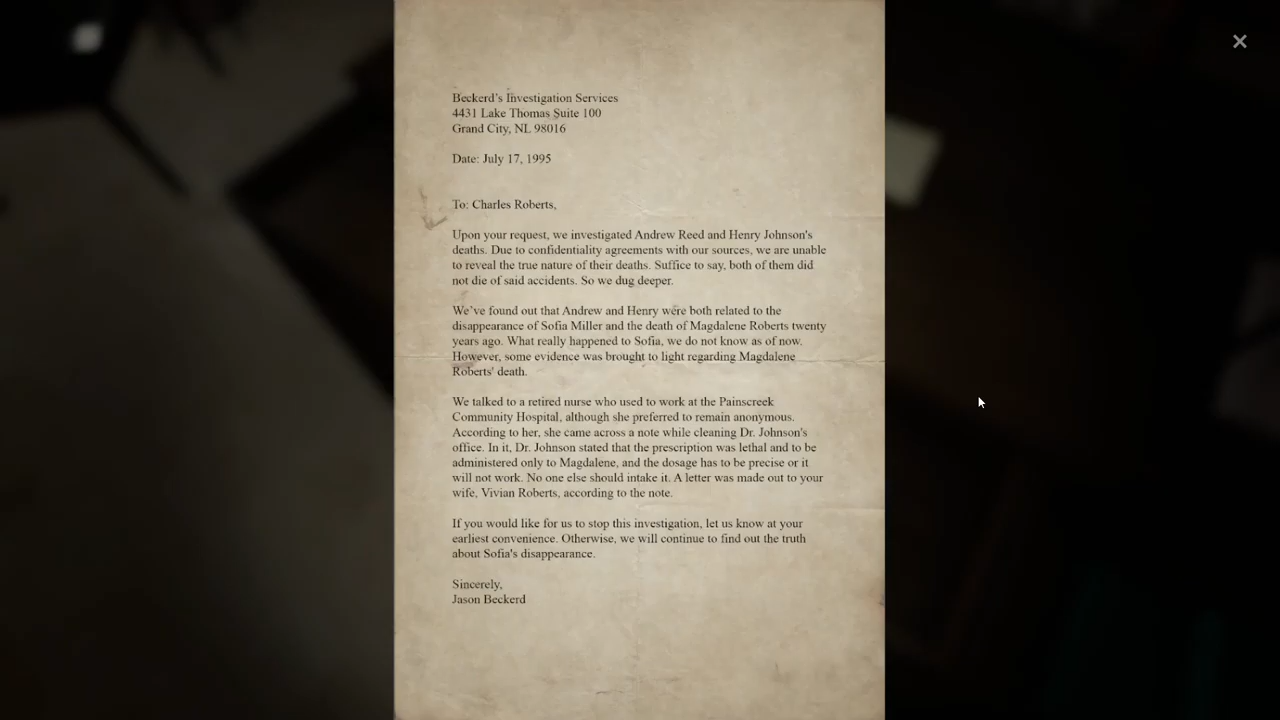 Beckerd's Investigation Services
4431 Lake Thomas Suite 100
Grand City, NL 98016
Date: July 17, 1995
To: Charles Roberts,
Upon your request, we investigated Andrew Reed and Henry Johnson's
deaths. Due to confidentiality agreements with our sources, we are unable
to reveal the true nature of their deaths. Suffice to say, both of them did
not die of said accidents. So we dug deeper.
We've found out that Andrew and Henry were both related to the
disappearance of Sofia Miller and the death of Magdalene Roberts twenty
years ago. What really happened to Sofia, we do not know as of now.
However, some evidence was brought to light regarding Magdalene
Roberts' death.
We talked to a retired nurse who used to work at the Painscreek
Community Hospital, although she preferred to remain anonymous.
According to her, she came across a note while cleaning Dr. Johnson's
office. In it, Dr. Johnson stated that the prescription was lethal and to be
administered only to Magdalene, and the dosage has to be precise or it
will not work. No one else should intake it. A letter was made out to your
wife, Vivian Roberts, according to the note.
If you would like for us to stop this investigation, let us know at your
earliest convenience. Otherwise, we will continue to find out the truth
about Sofia's disappearance.
Sincerely,
Jason Beckerd